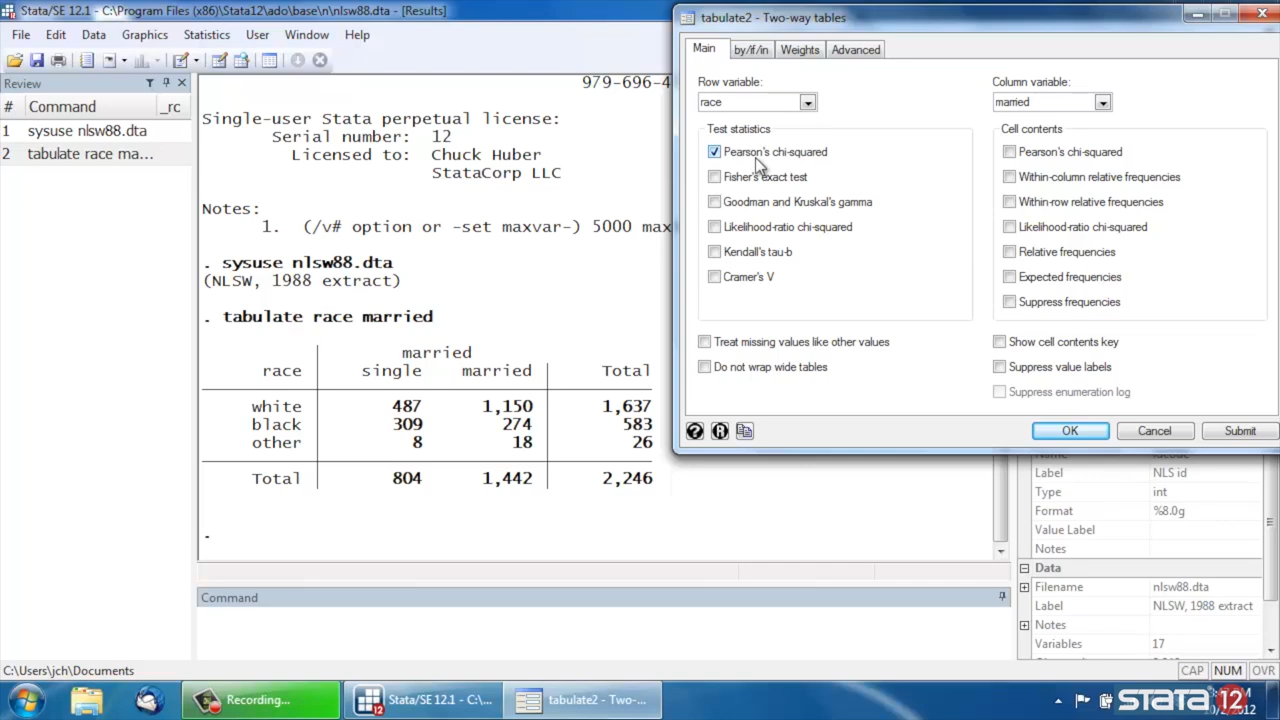 Stata/SE 12.1 - C:\Program Files (x86)\Stata12\ado\base\n\nlsw88.dta - [Results]
File Edit Data Graphics Statistics User Window Help
Review
# Command _rc
1 sysuse nlsw88.dta
2 tabulate race ma...
979-696-4
Single-user Stata perpetual license:
Serial number: 12
Licensed to: Chuck Huber
StataCorp LLC
Notes:
1. (/v# option or -set maxvar-) 5000 max
. sysuse nlsw88.dta
(NLSW, 1988 extract)
. tabulate race married
married
race single married Total
white 487 1,150 1,637
black 309 274 583
other 8 18 26
Total 804 1,442 2,246
.
Command
C:\Users\jch\Documents
tabulate2 - Two-way tables
Main by/if/in Weights Advanced
Row variable: Column variable:
race married
Test statistics
Pearson's chi-squared
Fisher's exact test
Goodman and Kruskal's gamma
Likelihood-ratio chi-squared
Kendall's tau-b
Cramer's V
Cell contents
Pearson's chi-squared
Within-column relative frequencies
Within-row relative frequencies
Likelihood-ratio chi-squared
Relative frequencies
Expected frequencies
Suppress frequencies
Treat missing values like other values
Do not wrap wide tables
Show cell contents key
Suppress value labels
Suppress enumeration log
OK Cancel Submit
Label NLS id
Type int
Format %8.0g
Value Label
Notes
Data
Filename nlsw88.dta
Label NLSW, 1988 extract
Notes
Variables 17
CAP NUM OVR
Recording... Stata/SE 12.1 - C:\... tabulate2 - Two-...
STATA 12